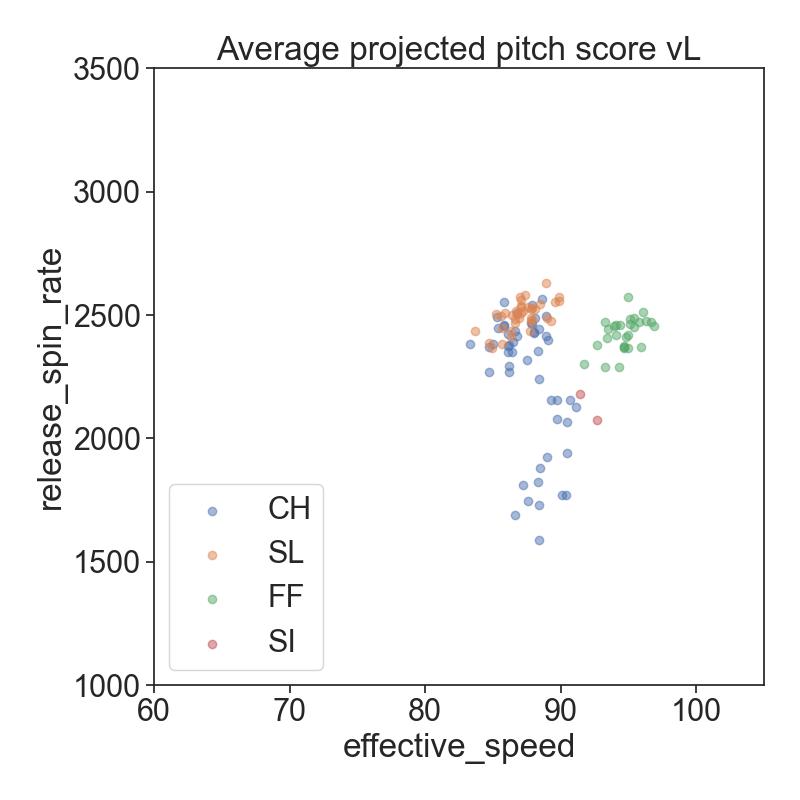 Average projected pitch score vL
3500
3000
2500
2000
1500
1000
release_spin_rate
CH
SL
FF
SI
60
70
80
90
100
effective_speed